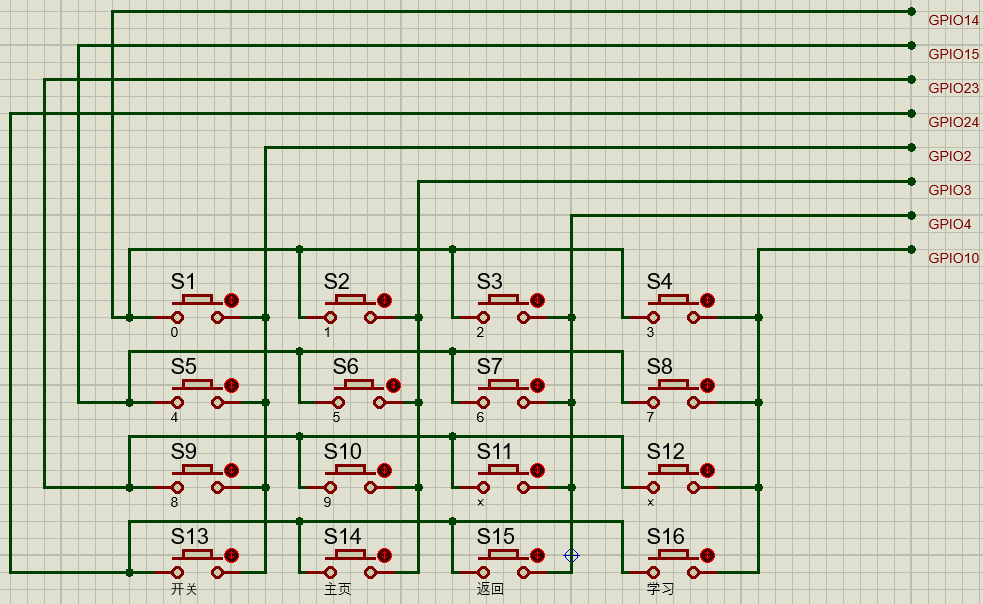 GPIO14
GPIO15
GPIO23
GPIO24
GPIO2
GPIO3
GPIO4
GPIO10
S1 S2 S3 S4
0 1 2 3
S5 S6 S7 S8
4 5 6 7
S9 S10 S11 S12
8 9 × ×
S13 S14 S15 S16
开关 主页 返回 学习